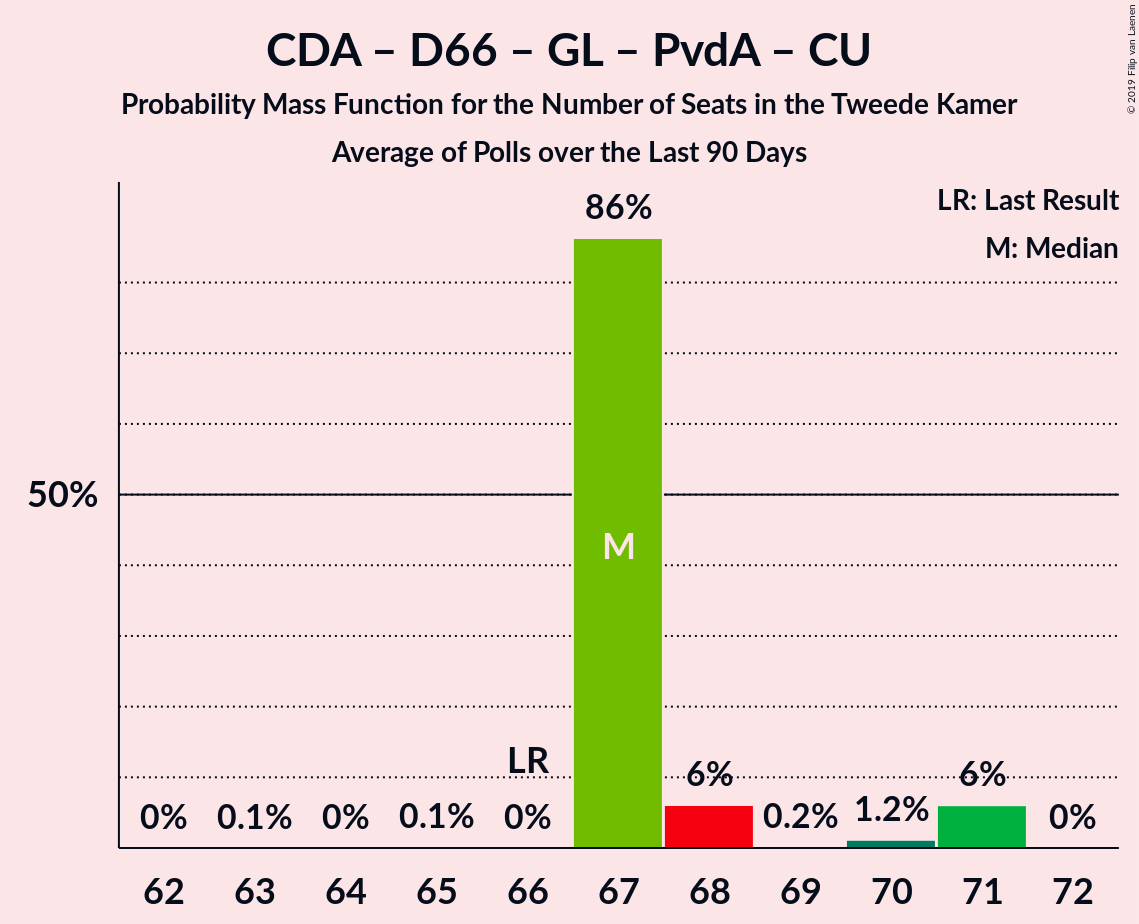 CDA – D66 – GL – PvdA – CU
Probability Mass Function for the Number of Seats in the Tweede Kamer
Average of Polls over the Last 90 Days
© 2019 Filip van Laenen
LR: Last Result
M: Median
86%
50%
M
LR
0% 0.1% 0% 0.1% 0% 6% 0.2% 1.2% 6% 0%
62 63 64 65 66 67 68 69 70 71 72